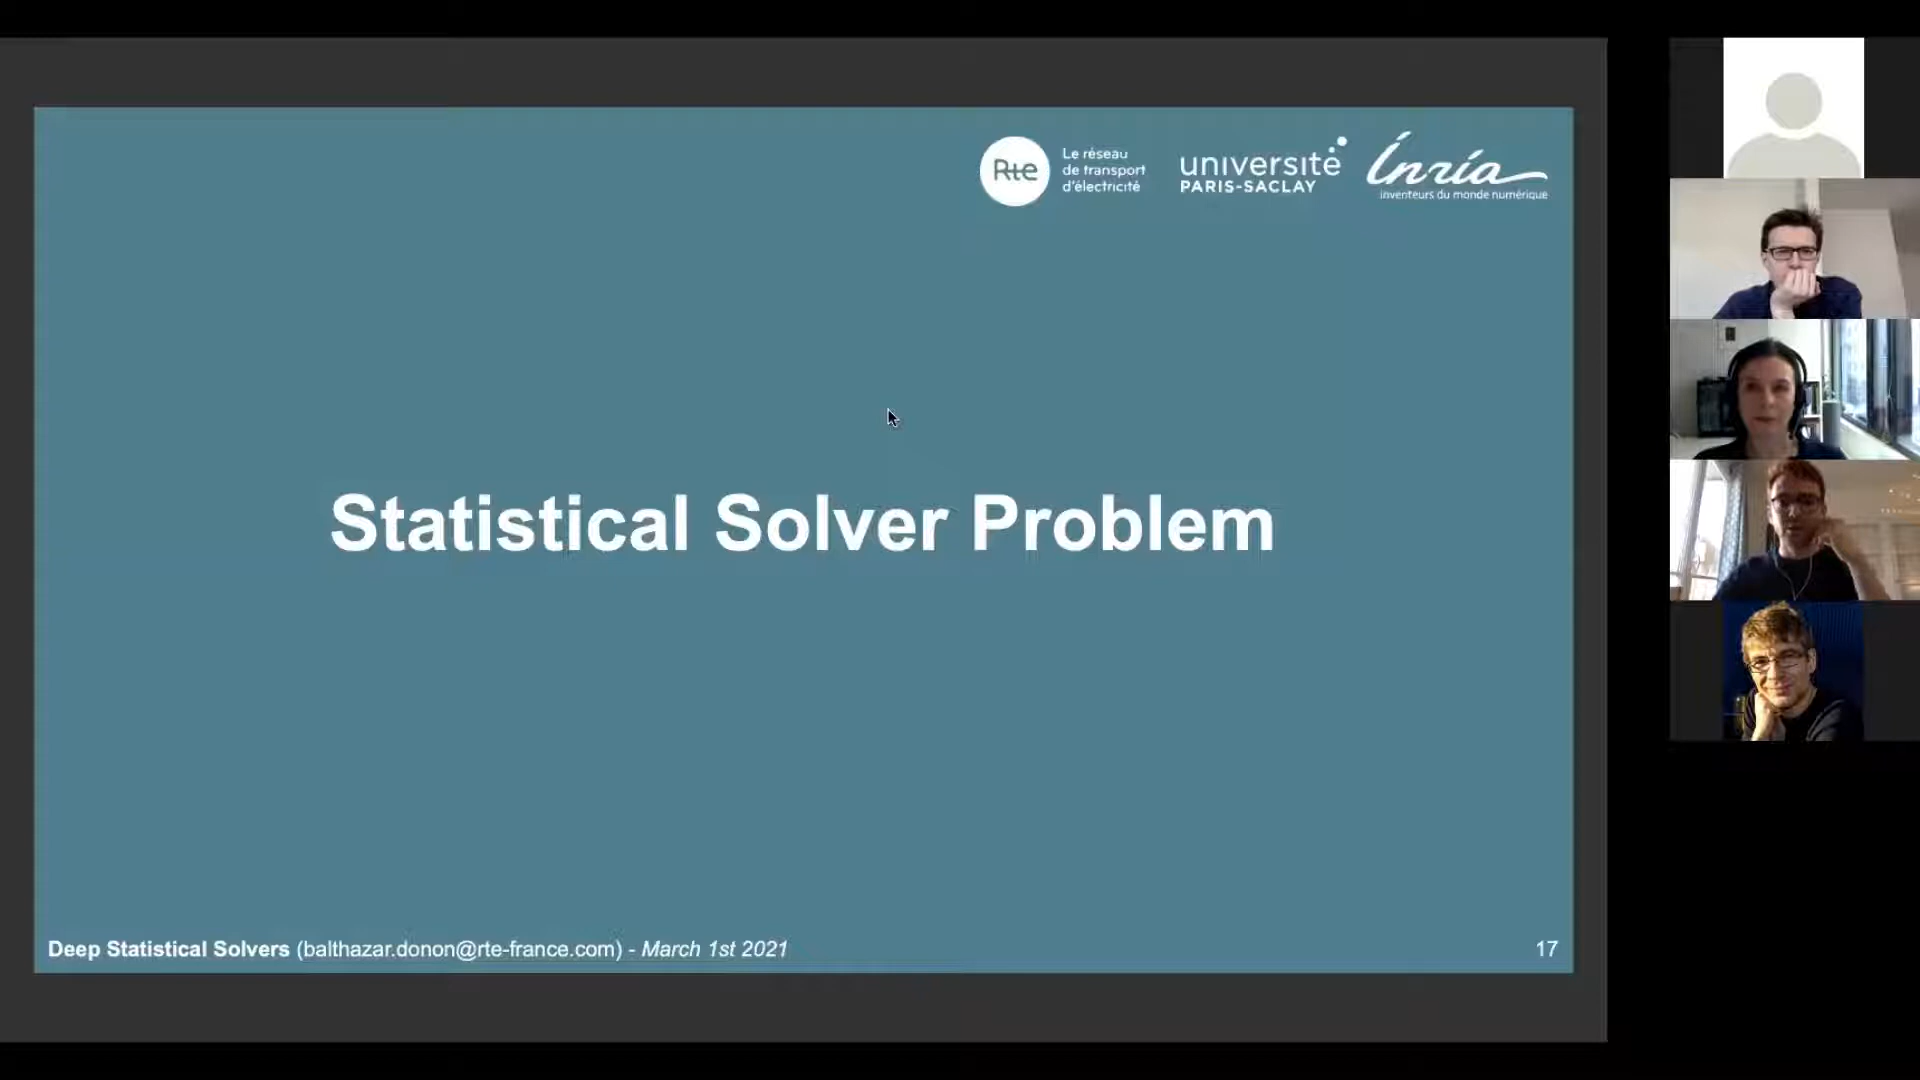 Rte
Le réseau
de transport
d'électricité
université
PARIS-SACLAY
Inría
inventeurs du monde numérique
Statistical Solver Problem
Deep Statistical Solvers (balthazar.donon@rte-france.com) - March 1st 2021
17